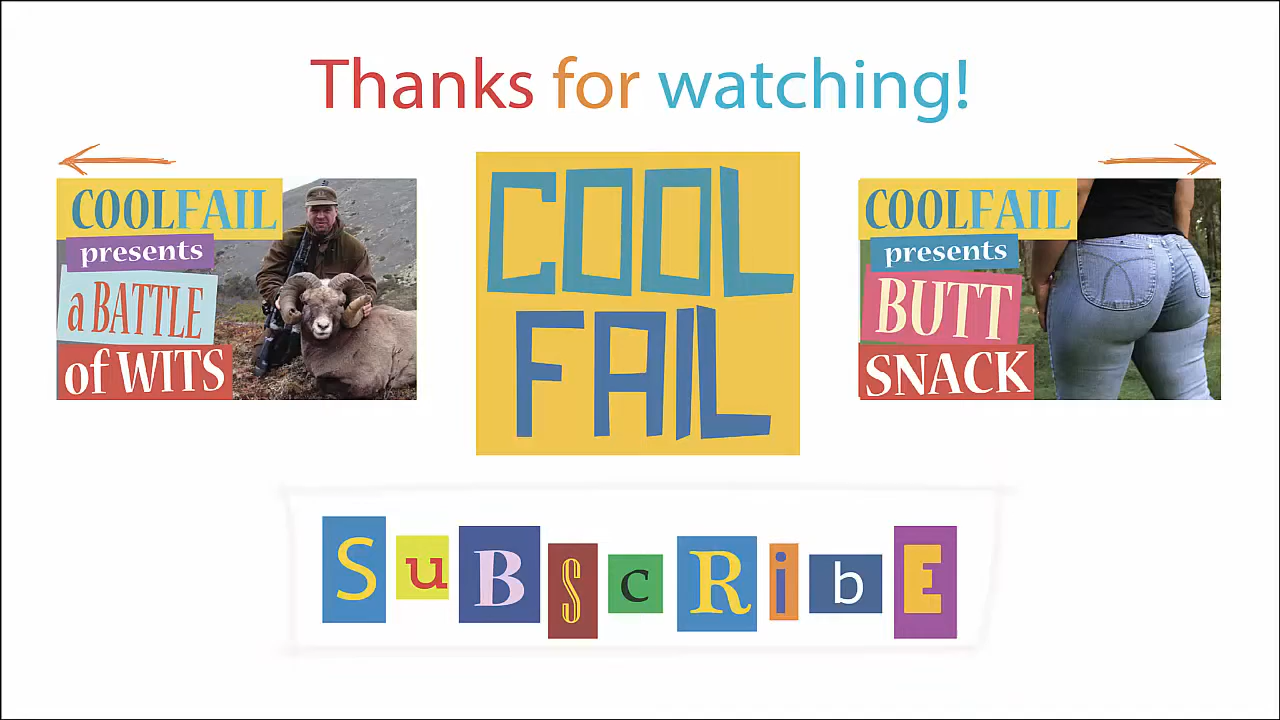 Thanks for watching!
COOLFAIL
presents
a BATTLE
of WITS
COOL
FAIL
COOLFAIL
presents
BUTT
SNACK
SuBScRibE